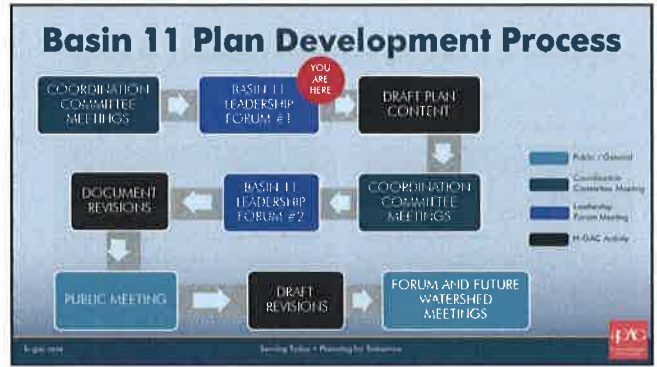 Basin 11 Plan Development Process
YOU
ARE
HERE
COORDINATION
COMMITTEE
MEETINGS
BASIN 11
LEADERSHIP
FORUM #1
DRAFT PLAN
CONTENT
DOCUMENT
REVISIONS
BASIN 11
LEADERSHIP
FORUM #2
COORDINATION
COMMITTEE
MEETINGS
PUBLIC MEETING
DRAFT
REVISIONS
FORUM AND FUTURE
WATERSHED
MEETINGS
Public / General
Coordination
Committee Meeting
Leadership
Forum Meeting
H-GAC Activity
h-gac.com
Serving Today • Planning for Tomorrow